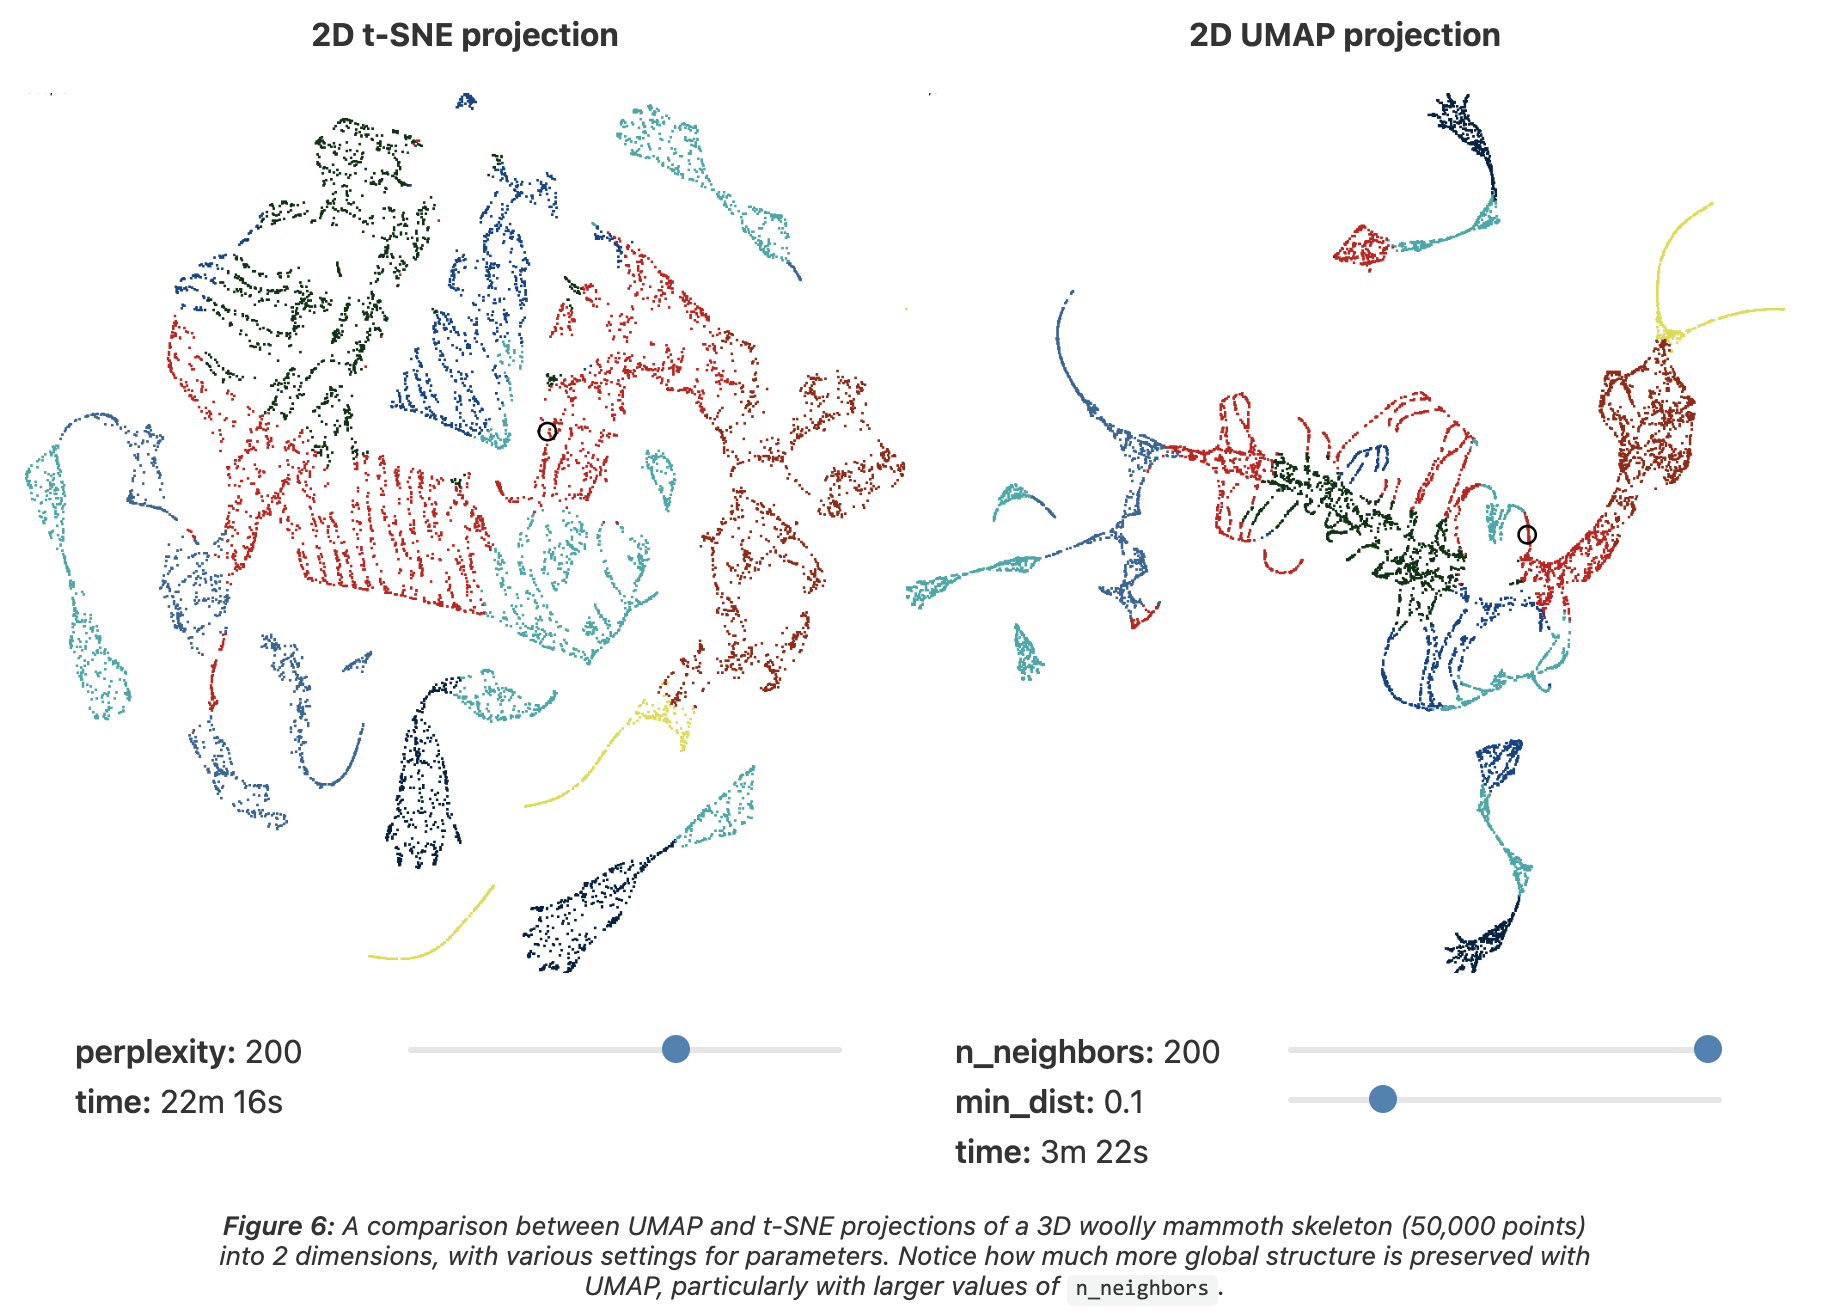 2D t-SNE projection
2D UMAP projection
perplexity: 200
time: 22m 16s
n_neighbors: 200
min_dist: 0.1
time: 3m 22s
Figure 6: A comparison between UMAP and t-SNE projections of a 3D woolly mammoth skeleton (50,000 points)
into 2 dimensions, with various settings for parameters. Notice how much more global structure is preserved with
UMAP, particularly with larger values of n_neighbors.